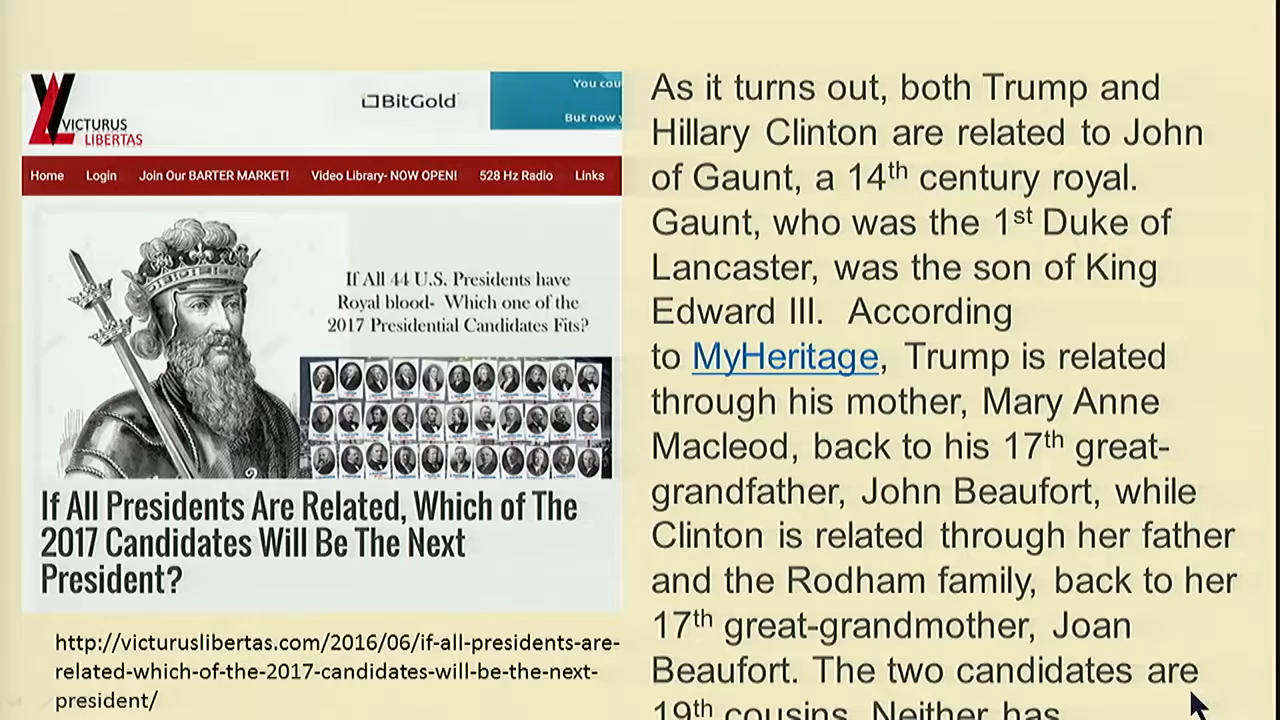 VICTURUS
LIBERTAS
BitGold
You cou
But now y
Home Login Join Our BARTER MARKET! Video Library- NOW OPEN! 528 Hz Radio Links
If All 44 U.S. Presidents have
Royal blood- Which one of the
2017 Presidential Candidates Fits?
If All Presidents Are Related, Which of The
2017 Candidates Will Be The Next
President?
http://victuruslibertas.com/2016/06/if-all-presidents-are-
related-which-of-the-2017-candidates-will-be-the-next-
president/
As it turns out, both Trump and
Hillary Clinton are related to John
of Gaunt, a 14th century royal.
Gaunt, who was the 1st Duke of
Lancaster, was the son of King
Edward III. According
to MyHeritage, Trump is related
through his mother, Mary Anne
Macleod, back to his 17th great-
grandfather, John Beaufort, while
Clinton is related through her father
and the Rodham family, back to her
17th great-grandmother, Joan
Beaufort. The two candidates are
19th cousins. Neither has